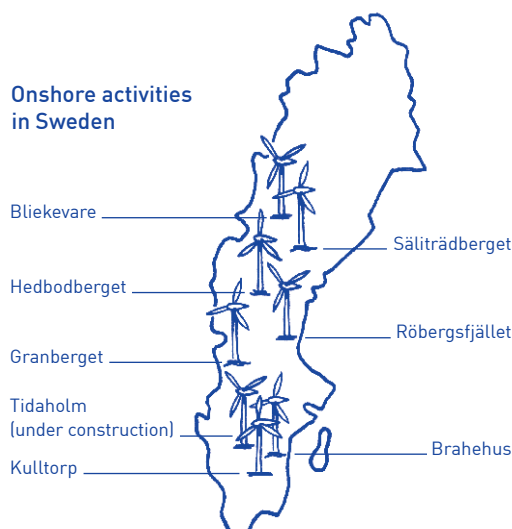 Onshore activities
in Sweden
Bliekevare
Säliträdberget
Hedbodberget
Röbergsfjället
Granberget
Tidaholm
(under construction)
Brahehus
Kulltorp